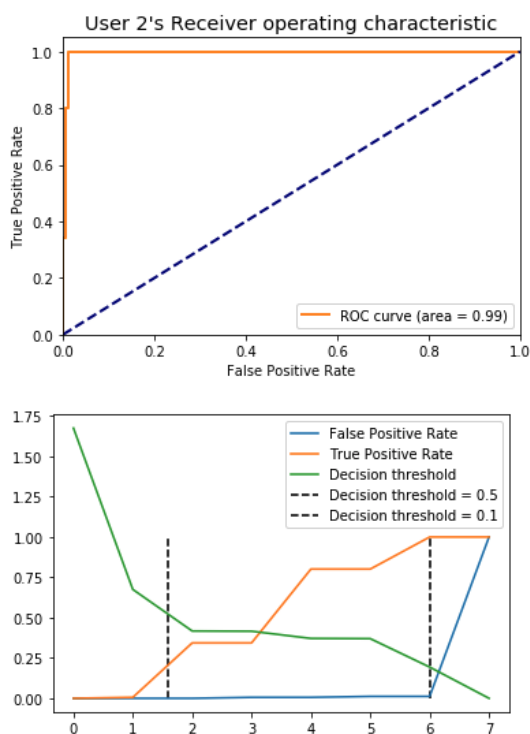 User 2's Receiver operating characteristic
1.0
0.8
0.6
0.4
0.2
0.0
True Positive Rate
ROC curve (area = 0.99)
0.0 0.2 0.4 0.6 0.8 1.0
False Positive Rate
1.75
1.50
1.25
1.00
0.75
0.50
0.25
0.00
False Positive Rate
True Positive Rate
Decision threshold
Decision threshold = 0.5
Decision threshold = 0.1
0 1 2 3 4 5 6 7